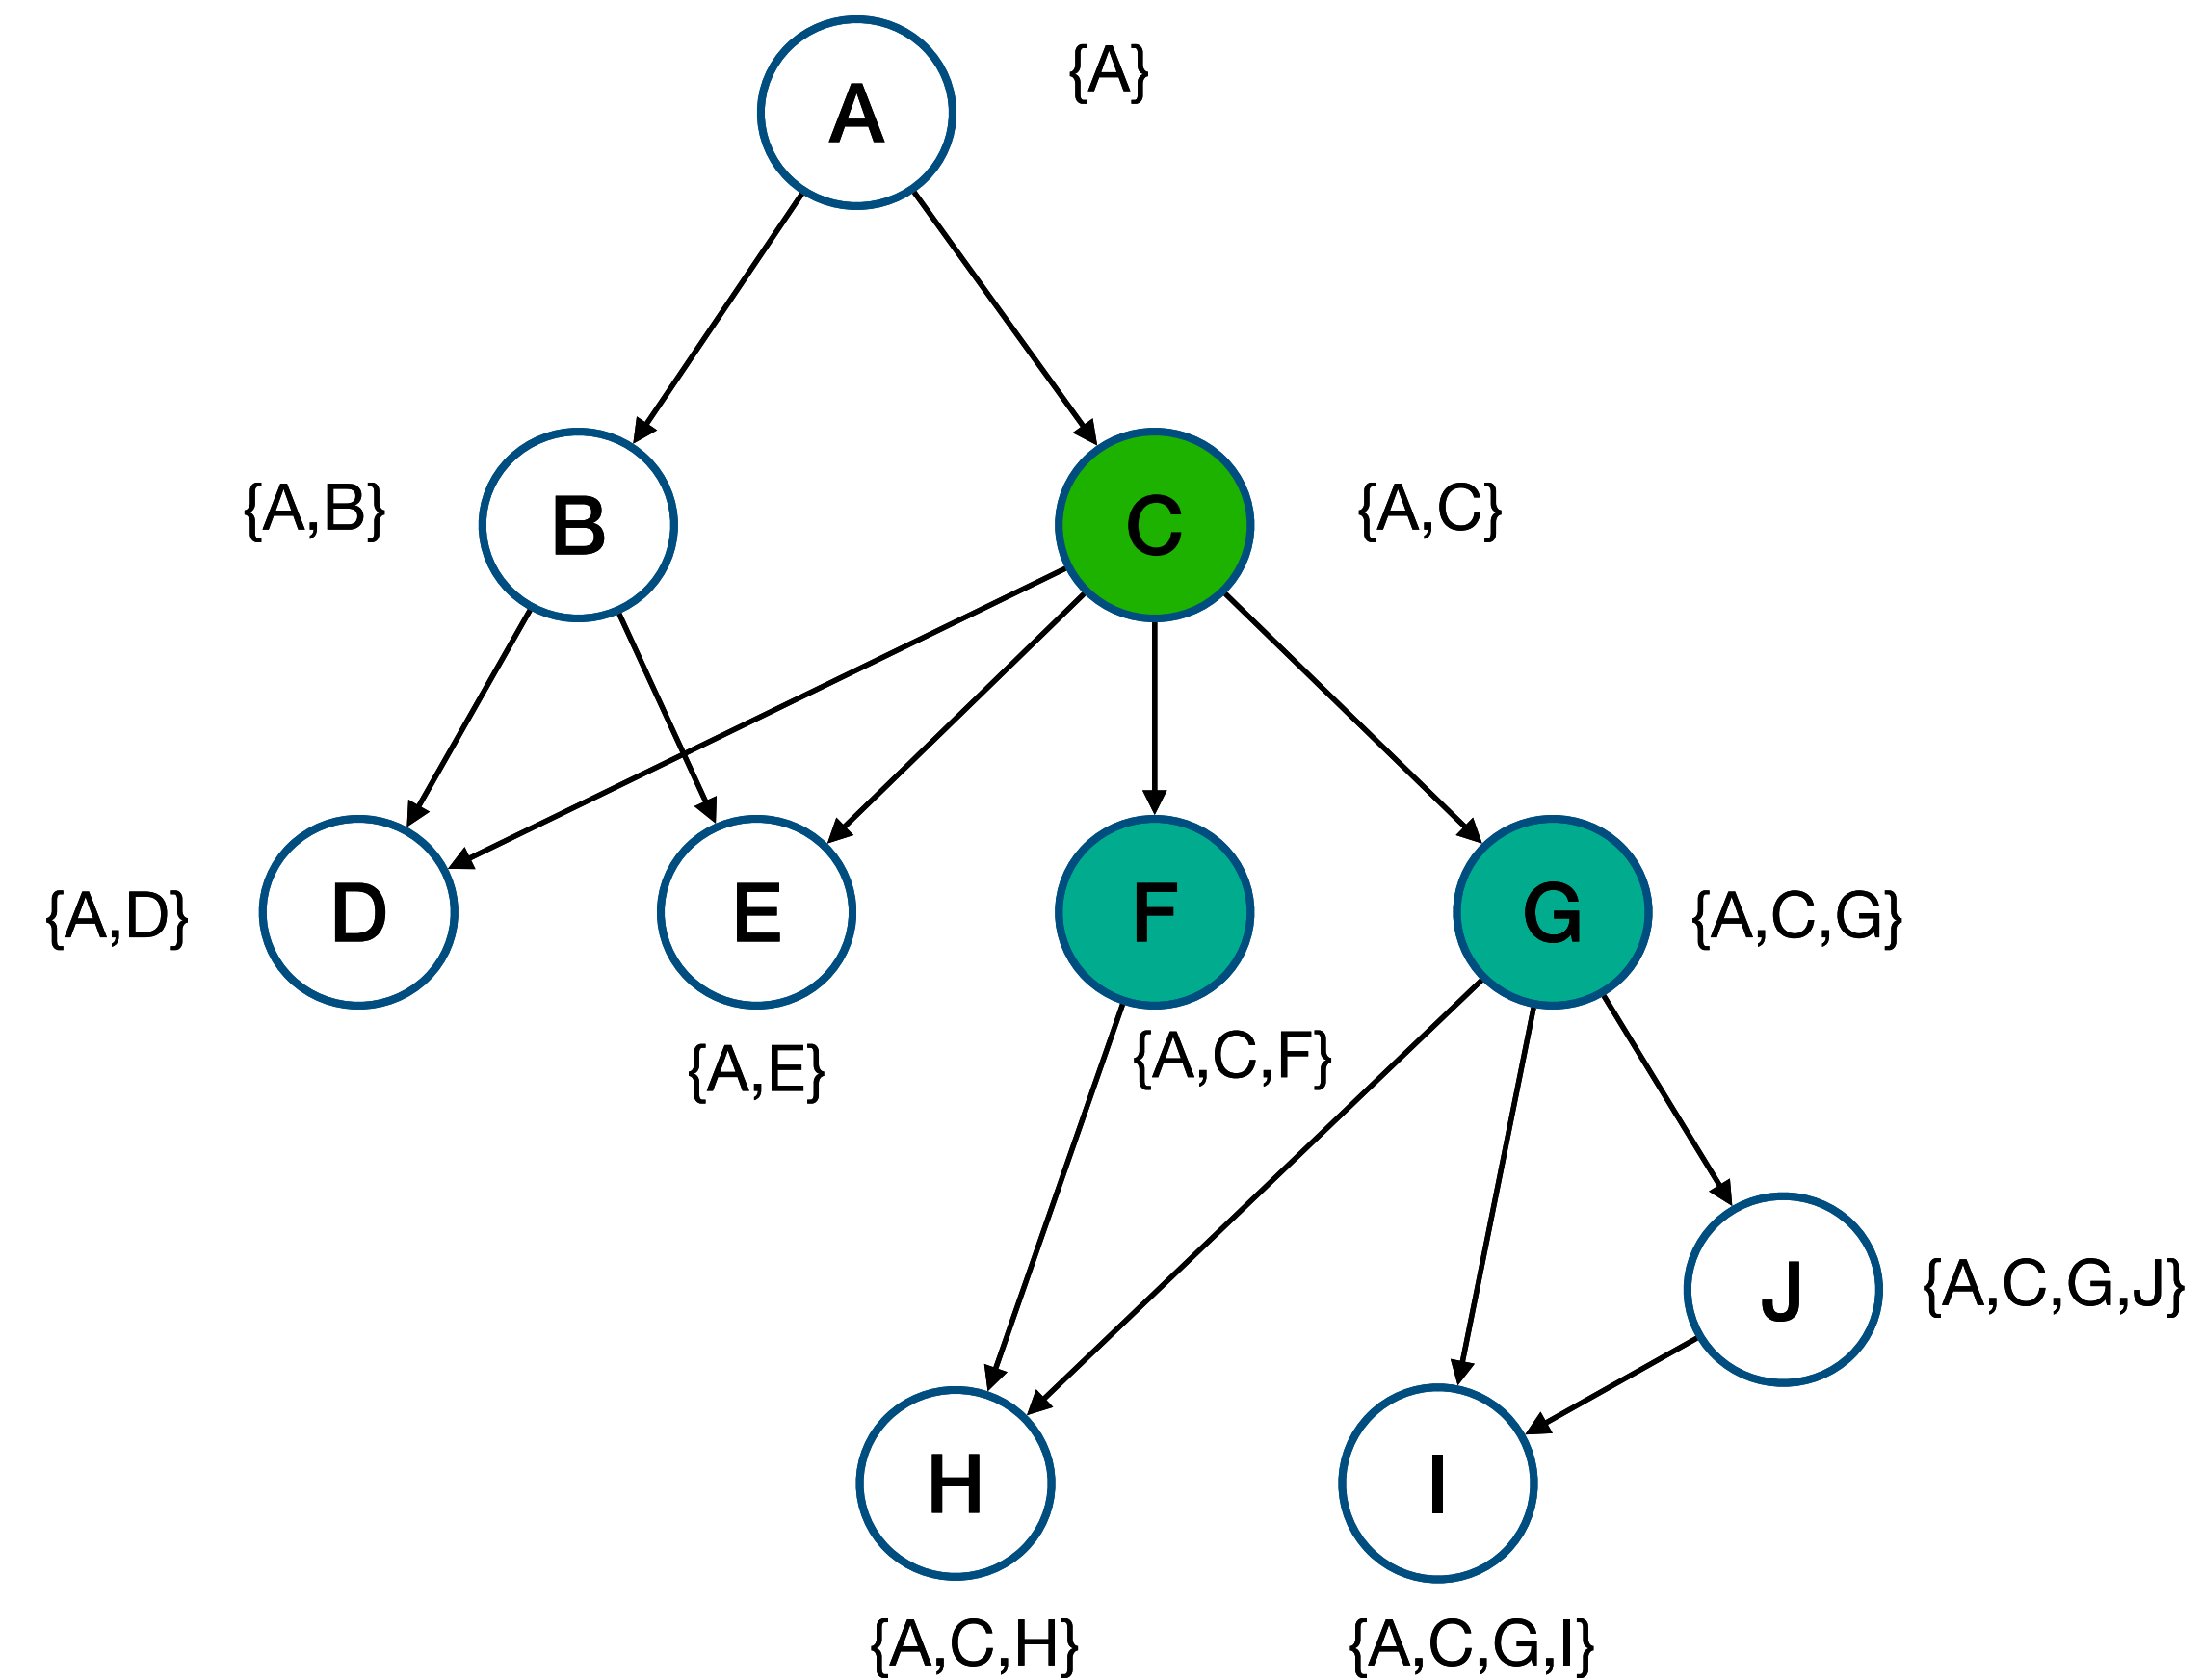 A
{A}
{A,B}
B
C
{A,C}
{A,D}
D
E
F
G
{A,C,G}
{A,E}
{A,C,F}
J
{A,C,G,J}
H
I
{A,C,H}
{A,C,G,I}